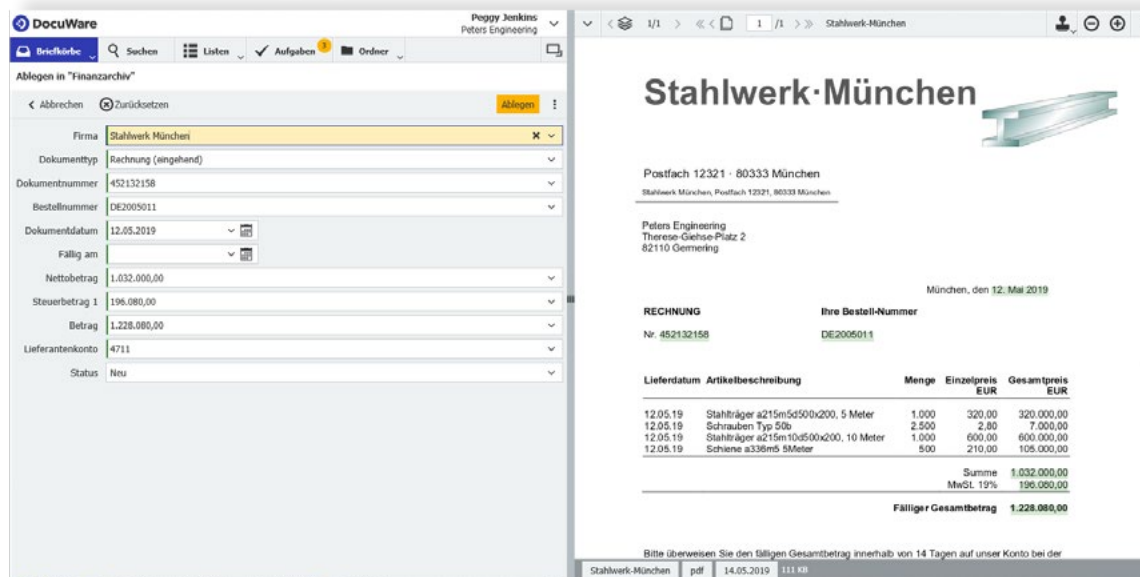 DocuWare
Peggy Jenkins
Peters Engineering
Briefkörbe Suchen Listen Aufgaben 3 Ordner
Ablegen in "Finanzarchiv"
Abbrechen Zurücksetzen Ablegen
Firma Stahlwerk München
Dokumenttyp Rechnung (eingehend)
Dokumentnummer 452132158
Bestellnummer DE2005011
Dokumentdatum 12.05.2019
Fällig am
Nettobetrag 1.032.000,00
Steuerbetrag 1 196.080,00
Betrag 1.228.080,00
Lieferantenkonto 4711
Status Neu
1/1 1 /1 Stahlwerk-München
Stahlwerk·München
Postfach 12321 · 80333 München
Stahlwerk München, Postfach 12321, 80333 München
Peters Engineering
Therese-Giehse-Platz 2
82110 Germering
München, den 12. Mai 2019
RECHNUNG Ihre Bestell-Nummer
Nr. 452132158 DE2005011
Lieferdatum Artikelbeschreibung Menge Einzelpreis Gesamtpreis
EUR EUR
12.05.19 Stahlträger a215m5d500x200, 5 Meter 1.000 320,00 320.000,00
12.05.19 Schrauben Typ 50b 2.500 2,80 7.000,00
12.05.19 Stahlträger a215m10d500x200, 10 Meter 1.000 600,00 600.000,00
12.05.19 Schiene a336m5 5Meter 500 210,00 105.000,00
Summe 1.032.000,00
MwSt. 19% 196.080,00
Fälliger Gesamtbetrag 1.228.080,00
Bitte überweisen Sie den fälligen Gesamtbetrag innerhalb von 14 Tagen auf unser Konto bei der
Stahlwerk-München pdf 14.05.2019 111 KB